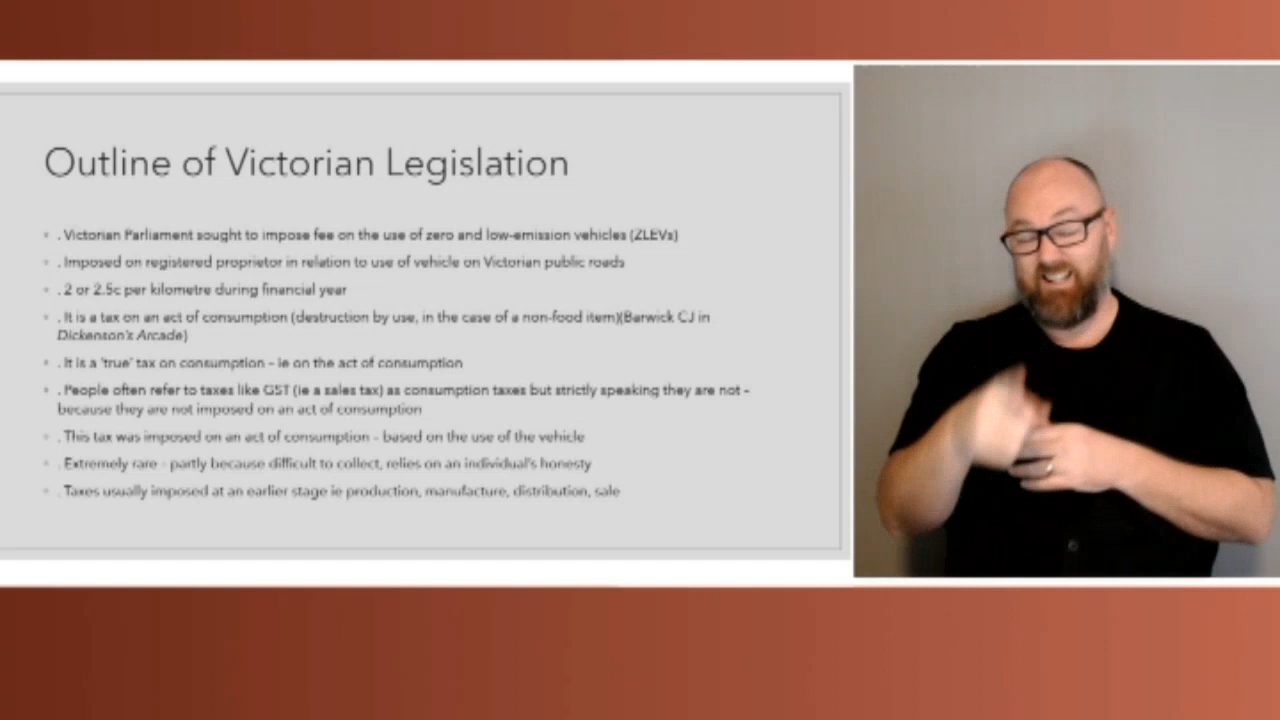 Outline of Victorian Legislation
. Victorian Parliament sought to impose fee on the use of zero and low-emission vehicles (ZLEVs)
. Imposed on registered proprietor in relation to use of vehicle on Victorian public roads
. 2 or 2.5c per kilometre during financial year
. It is a tax on an act of consumption (destruction by use, in the case of a non-food item)(Barwick CJ in
Dickenson's Arcade)
. It is a 'true' tax on consumption – ie on the act of consumption
. People often refer to taxes like GST (ie a sales tax) as consumption taxes but strictly speaking they are not –
because they are not imposed on an act of consumption
. This tax was imposed on an act of consumption – based on the use of the vehicle
. Extremely rare – partly because difficult to collect, relies on an individual's honesty
. Taxes usually imposed at an earlier stage ie production, manufacture, distribution, sale